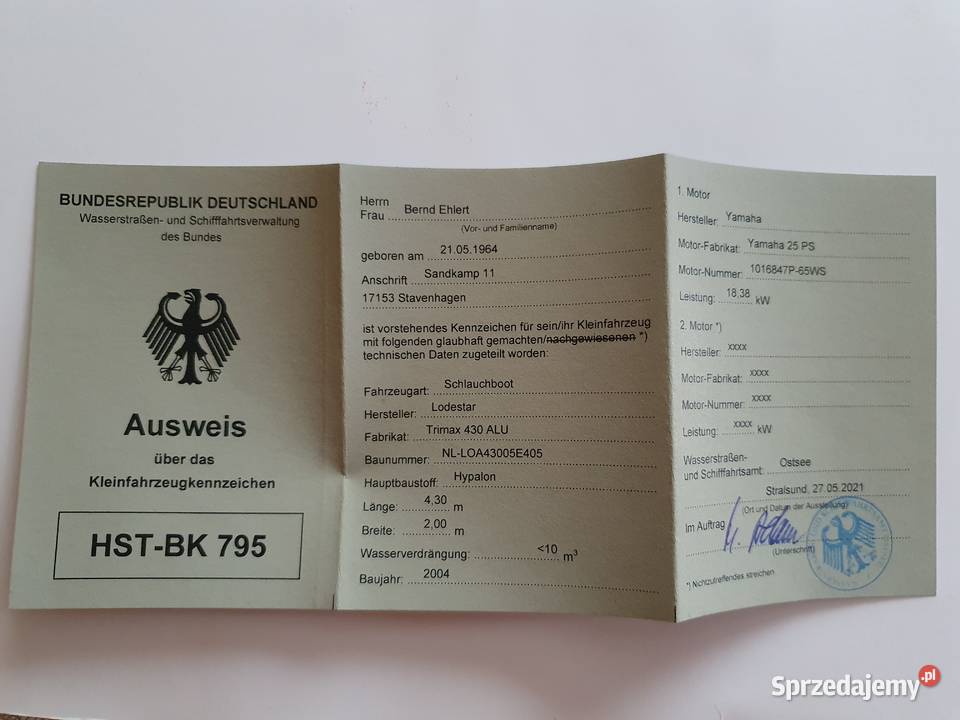 BUNDESREPUBLIK DEUTSCHLAND
Wasserstraßen- und Schifffahrtsverwaltung
des Bundes
Ausweis
über das
Kleinfahrzeugkennzeichen
HST-BK 795
Herrn
Frau Bernd Ehlert
(Vor- und Familienname)
geboren am 21.05.1964
Anschrift Sandkamp 11
17153 Stavenhagen
ist vorstehendes Kennzeichen für sein/ihr Kleinfahrzeug
mit folgenden glaubhaft gemachten/nachgewiesenen *)
technischen Daten zugeteilt worden:
Fahrzeugart: Schlauchboot
Hersteller: Lodestar
Fabrikat: Trimax 430 ALU
Baunummer: NL-LOA43005E405
Hauptbaustoff: Hypalon
Länge: 4,30 m
Breite: 2,00 m
Wasserverdrängung: <10 m³
Baujahr: 2004
1. Motor
Hersteller: Yamaha
Motor-Fabrikat: Yamaha 25 PS
Motor-Nummer: 1016847P-65WS
Leistung: 18,38 kW
2. Motor *)
Hersteller: xxxx
Motor-Fabrikat: xxxx
Motor-Nummer: xxxx
Leistung: xxxx kW
Wasserstraßen-
und Schifffahrtsamt: Ostsee
Stralsund, 27.05.2021
(Ort und Datum der Ausstellung)
Im Auftrag
(Unterschrift)
*) Nichtzutreffendes streichen
Sprzedajemy.pl